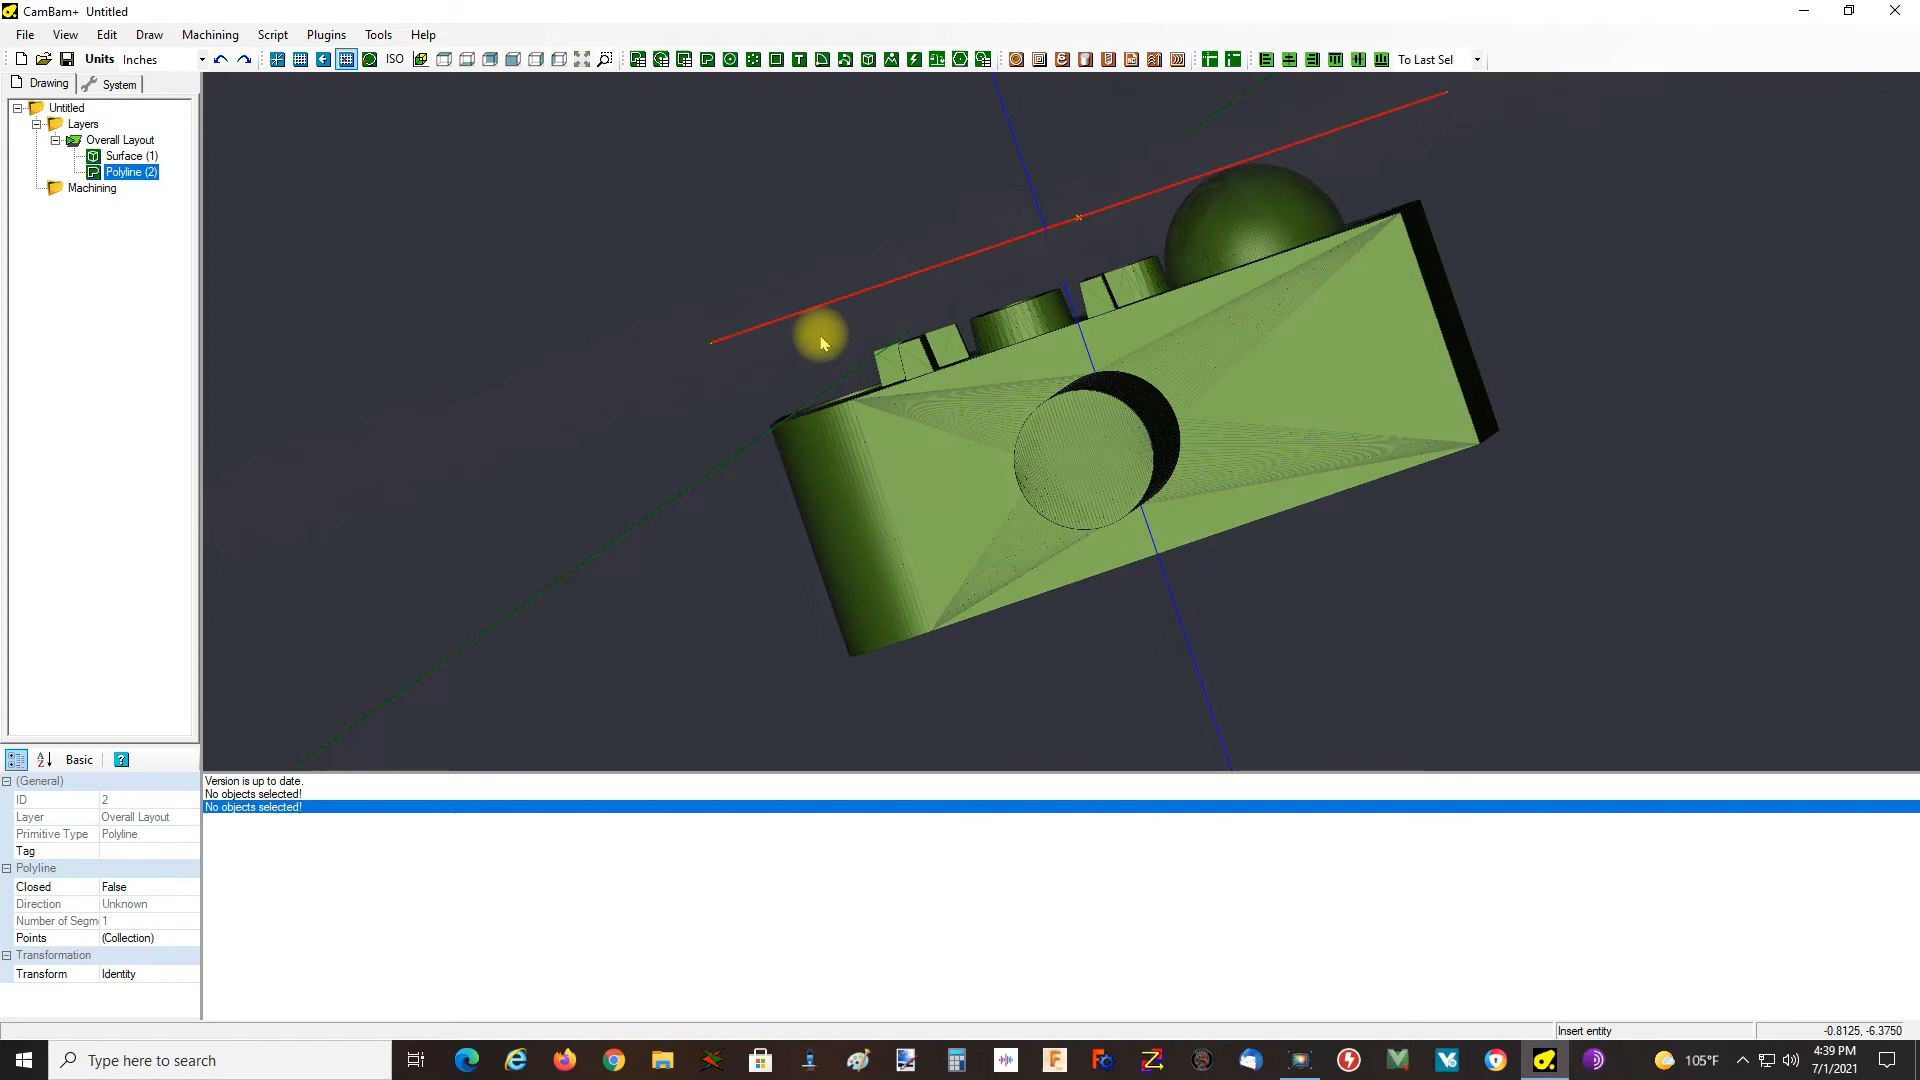 CamBam+ Untitled
File View Edit Draw Machining Script Plugins Tools Help
Units Inches ISO To Last Sel
Drawing System
Untitled
Layers
Overall Layout
Surface (1)
Polyline (2)
Machining
Basic
(General)
ID 2
Layer Overall Layout
Primitive Type Polyline
Tag
Polyline
Closed False
Direction Unknown
Number of Segm 1
Points (Collection)
Transformation
Transform Identity
Version is up to date.
No objects selected!
No objects selected!
Insert entity -0.8125, -6.3750
Type here to search
105°F
4:39 PM
7/1/2021